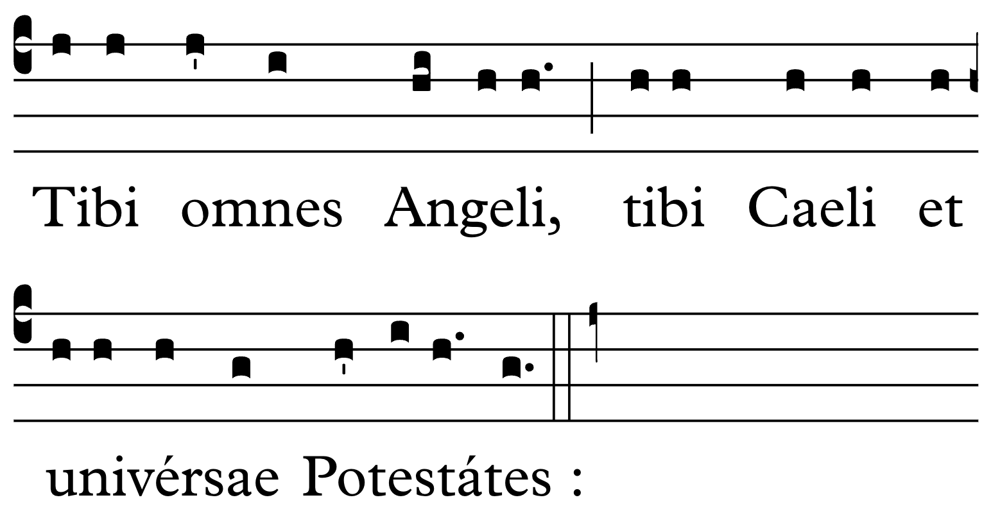 Tibi omnes Angeli, tibi Caeli et
univérsae Potestátes :